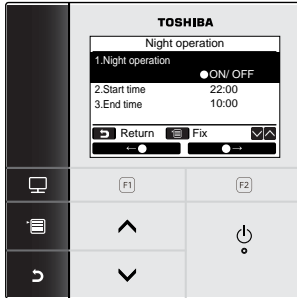 TOSHIBA
Night operation
1.Night operation
ON/ OFF
2.Start time 22:00
3.End time 10:00
Return Fix
F1 F2